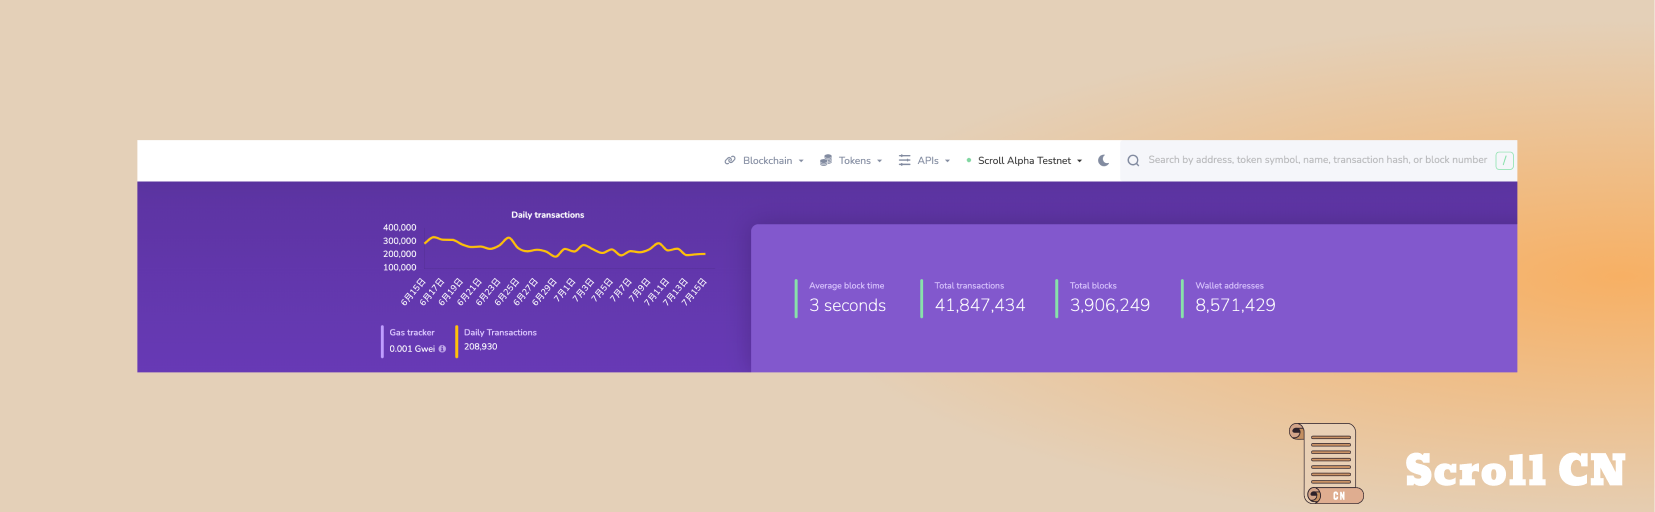 Blockchain
Tokens
APIs
Scroll Alpha Testnet
Search by address, token symbol, name, transaction hash, or block number
/
Daily transactions
400,000
300,000
200,000
100,000
6月15日
6月17日
6月19日
6月21日
6月23日
6月25日
6月27日
6月29日
7月1日
7月3日
7月5日
7月7日
7月9日
7月11日
7月13日
7月15日
Gas tracker
0.001 Gwei
Daily Transactions
208,930
Average block time
3 seconds
Total transactions
41,847,434
Total blocks
3,906,249
Wallet addresses
8,571,429
CN
Scroll CN